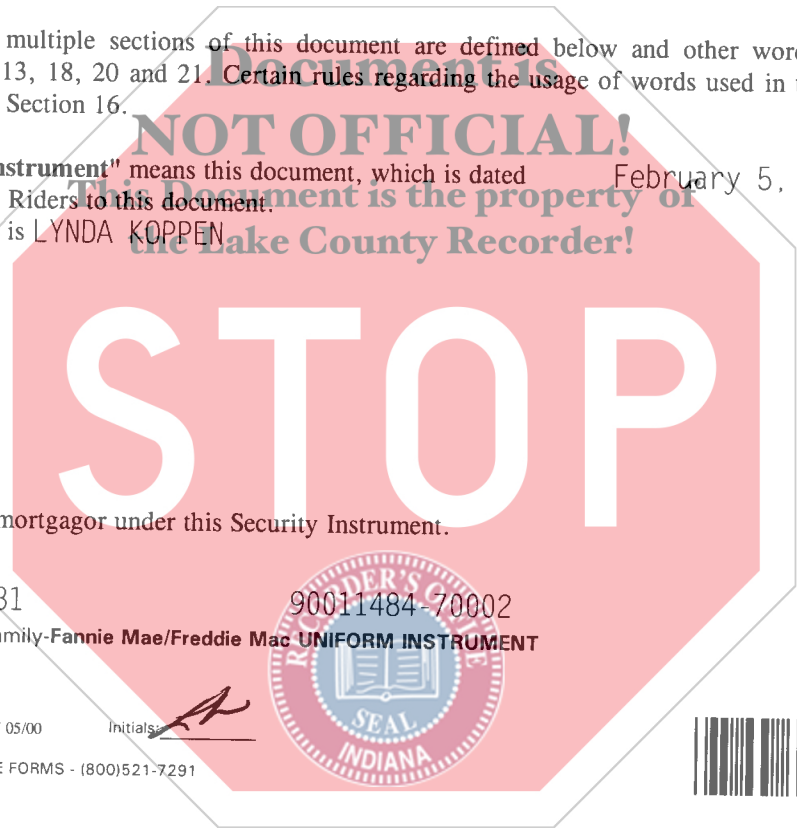 multiple sections of this document are defined below and other wor
Document is
13, 18, 20 and 21. Certain rules regarding the usage of words used in
Section 16.
NOT OFFICIAL!
nstrument" means this document, which is dated February 5,
This Document is the property of
Riders to this document.
is LYNDA KOPPEN
the Lake County Recorder!
STOP
mortgagor under this Security Instrument.
31 90011484-70002
amily-Fannie Mae/Freddie Mac UNIFORM INSTRUMENT
RECORDER'S OFFICE
05/00 Initials:
SEAL
INDIANA
E FORMS - (800)521-7291